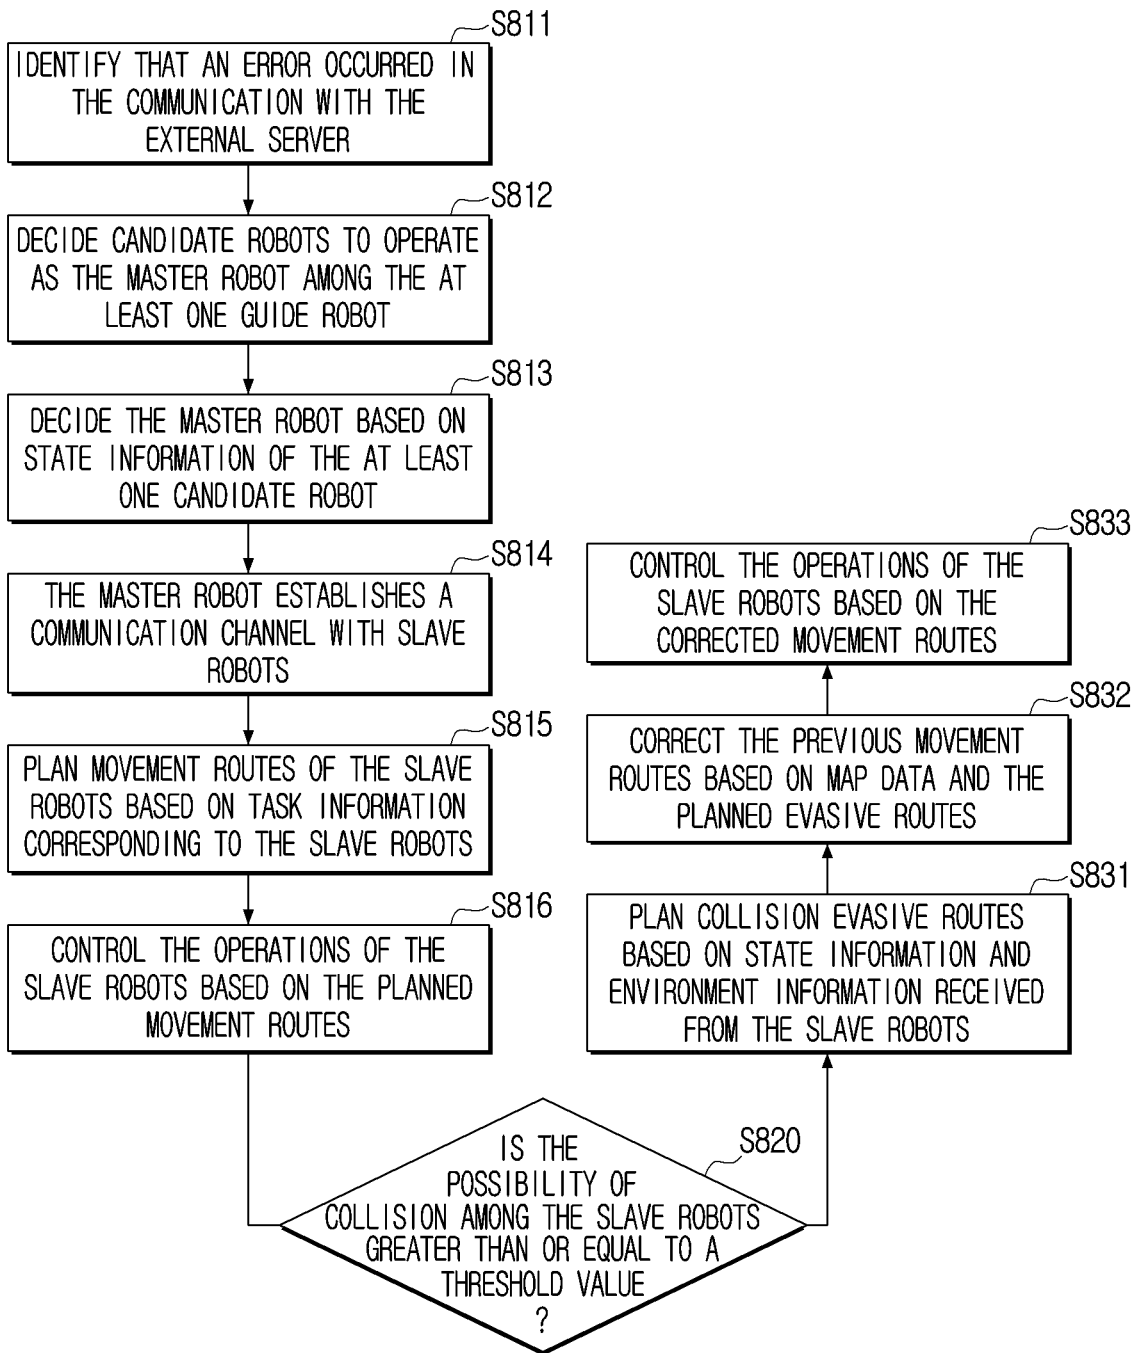 S811
IDENTIFY THAT AN ERROR OCCURRED IN
THE COMMUNICATION WITH THE
EXTERNAL SERVER
S812
DECIDE CANDIDATE ROBOTS TO OPERATE
AS THE MASTER ROBOT AMONG THE AT
LEAST ONE GUIDE ROBOT
S813
DECIDE THE MASTER ROBOT BASED ON
STATE INFORMATION OF THE AT LEAST
ONE CANDIDATE ROBOT
S814
THE MASTER ROBOT ESTABLISHES A
COMMUNICATION CHANNEL WITH SLAVE
ROBOTS
S815
PLAN MOVEMENT ROUTES OF THE SLAVE
ROBOTS BASED ON TASK INFORMATION
CORRESPONDING TO THE SLAVE ROBOTS
S816
CONTROL THE OPERATIONS OF THE
SLAVE ROBOTS BASED ON THE PLANNED
MOVEMENT ROUTES
S820
IS THE
POSSIBILITY OF
COLLISION AMONG THE SLAVE ROBOTS
GREATER THAN OR EQUAL TO A
THRESHOLD VALUE
?
S831
PLAN COLLISION EVASIVE ROUTES
BASED ON STATE INFORMATION AND
ENVIRONMENT INFORMATION RECEIVED
FROM THE SLAVE ROBOTS
S832
CORRECT THE PREVIOUS MOVEMENT
ROUTES BASED ON MAP DATA AND THE
PLANNED EVASIVE ROUTES
S833
CONTROL THE OPERATIONS OF THE
SLAVE ROBOTS BASED ON THE
CORRECTED MOVEMENT ROUTES